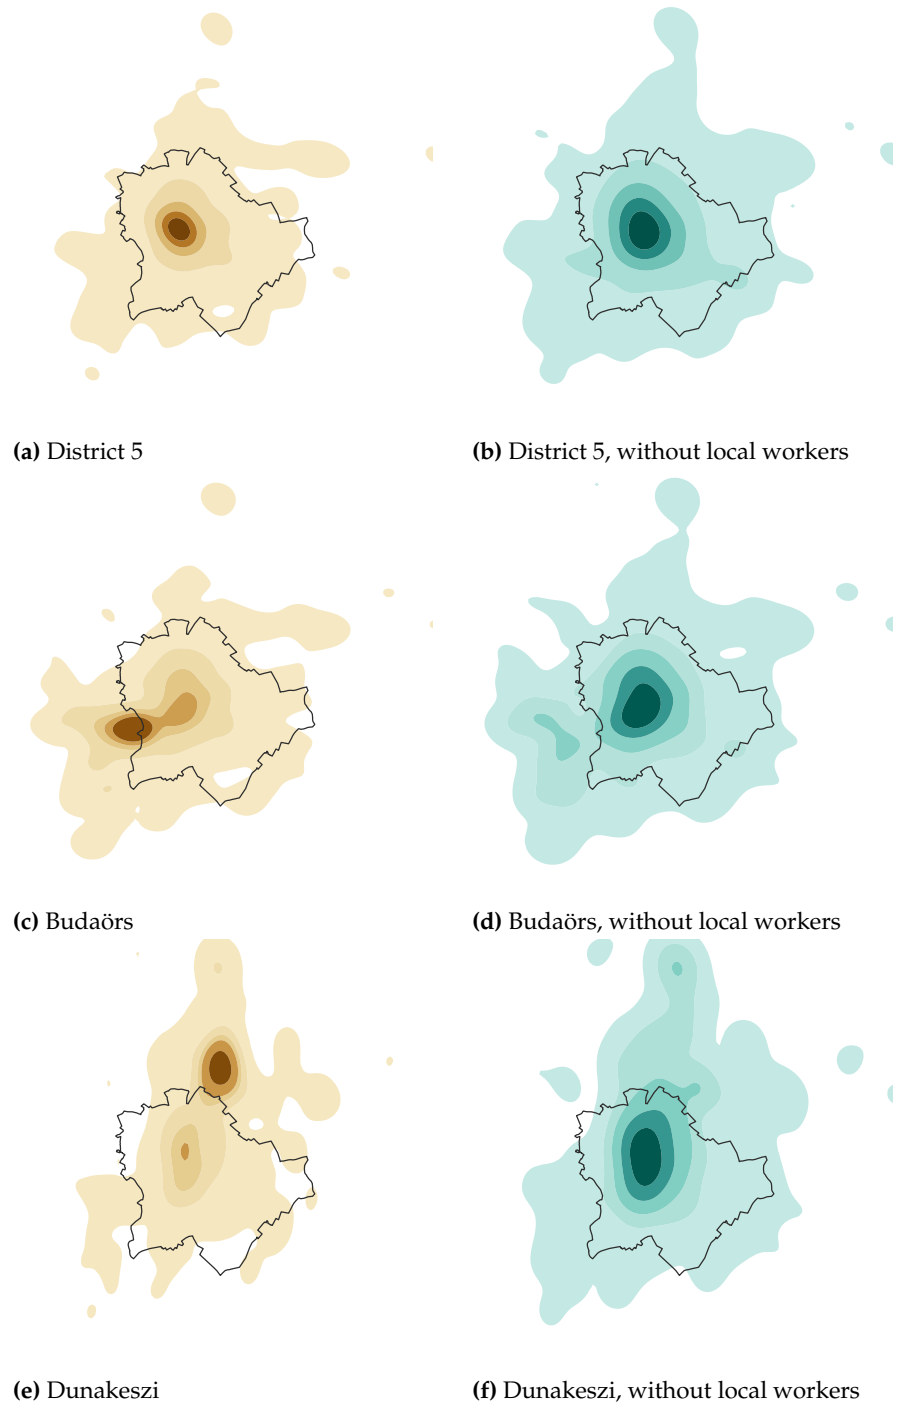 (a) District 5
(b) District 5, without local workers
(c) Budaörs
(d) Budaörs, without local workers
(e) Dunakeszi
(f) Dunakeszi, without local workers